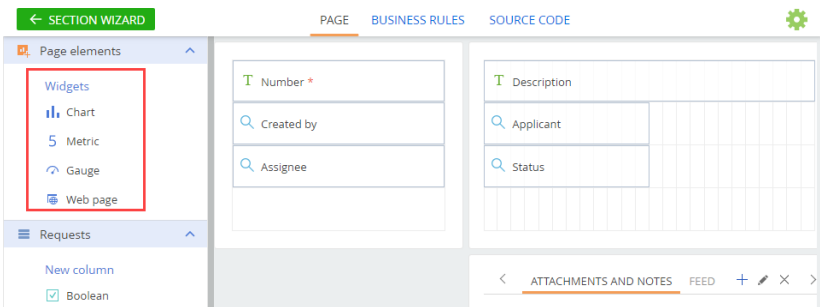 ← SECTION WIZARD
PAGE BUSINESS RULES SOURCE CODE
Page elements
Widgets
Chart
5 Metric
Gauge
Web page
Requests
New column
Boolean
T Number *
Created by
Assignee
T Description
Applicant
Status
ATTACHMENTS AND NOTES FEED